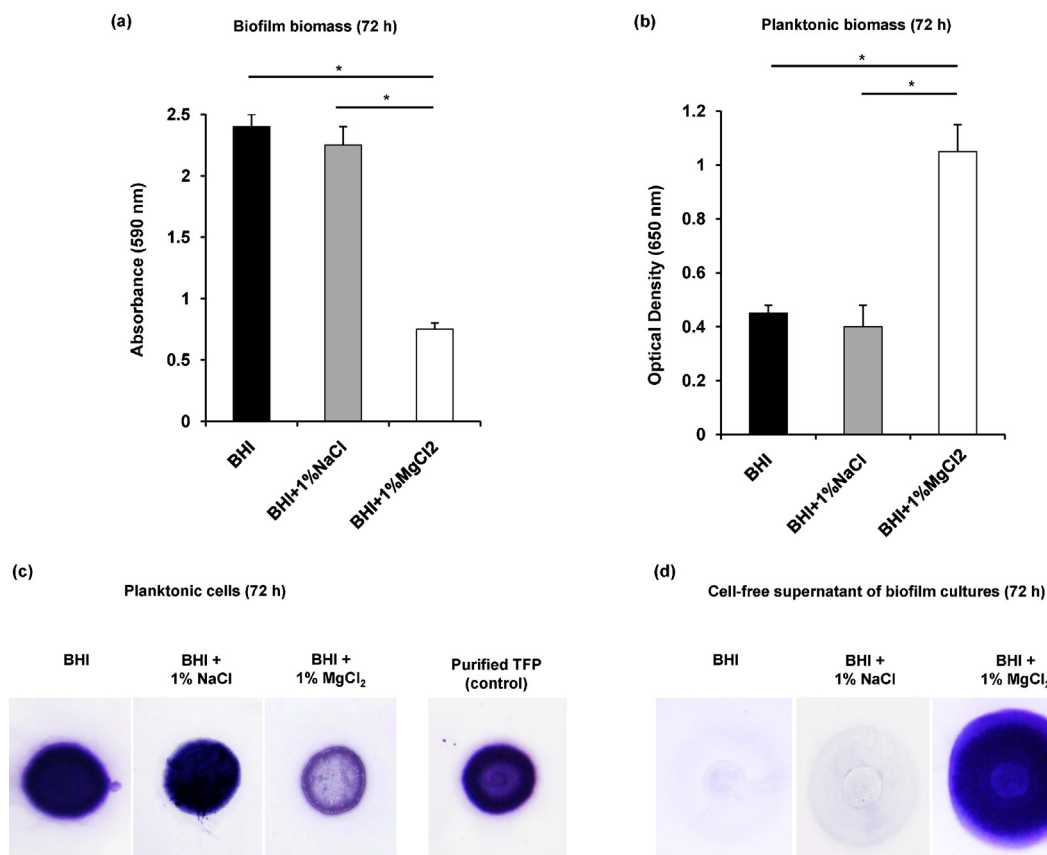 (a)
Biofilm biomass (72 h)
*
*
2.5
2
1.5
1
0.5
0
Absorbance (590 nm)
BHI
BHI+1%NaCl
BHI+1%MgCl2
(b)
Planktonic biomass (72 h)
*
*
1.2
1
0.8
0.6
0.4
0.2
0
Optical Density (650 nm)
BHI
BHI+1%NaCl
BHI+1%MgCl2
(c)
Planktonic cells (72 h)
BHI
BHI +
1% NaCl
BHI +
1% MgCl₂
Purified TFP
(control)
(d)
Cell-free supernatant of biofilm cultures (72 h)
BHI
BHI +
1% NaCl
BHI +
1% MgCl₂